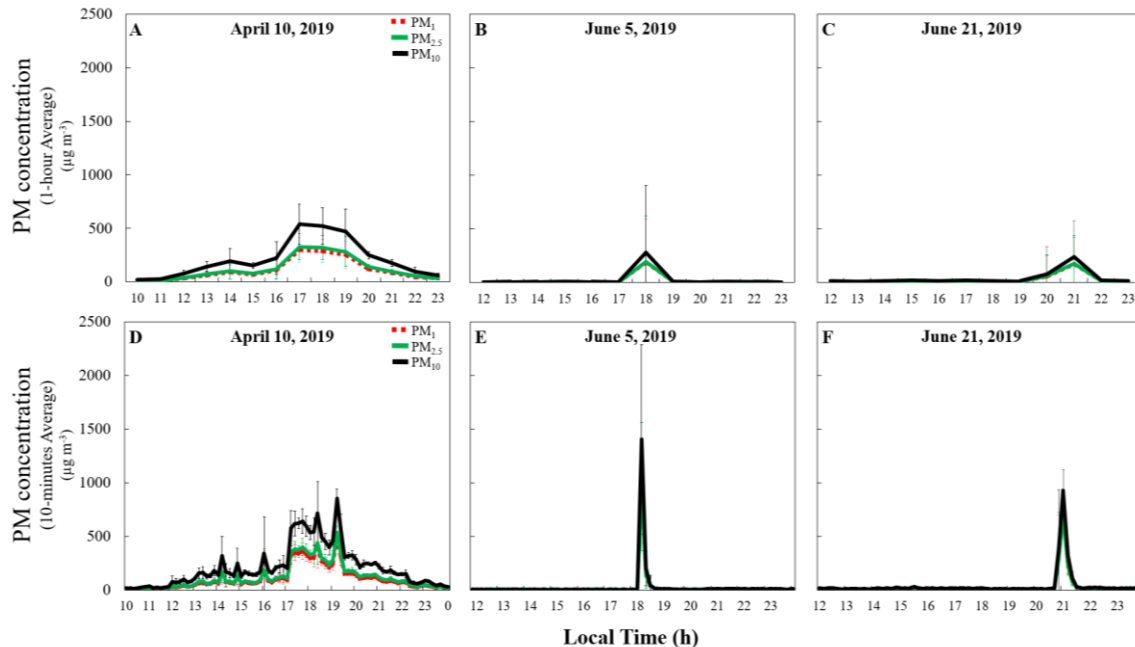 A April 10, 2019
PM1
PM2.5
PM10
B June 5, 2019
C June 21, 2019
2500
2000
1500
1000
500
0
PM concentration
(1-hour Average)
(µg m-3)
10 11 12 13 14 15 16 17 18 19 20 21 22 23
12 13 14 15 16 17 18 19 20 21 22 23
12 13 14 15 16 17 18 19 20 21 22 23
D April 10, 2019
PM1
PM2.5
PM10
E June 5, 2019
F June 21, 2019
2500
2000
1500
1000
500
0
PM concentration
(10-minutes Average)
(µg m-3)
10 11 12 13 14 15 16 17 18 19 20 21 22 23 0
12 13 14 15 16 17 18 19 20 21 22 23
12 13 14 15 16 17 18 19 20 21 22 23
Local Time (h)